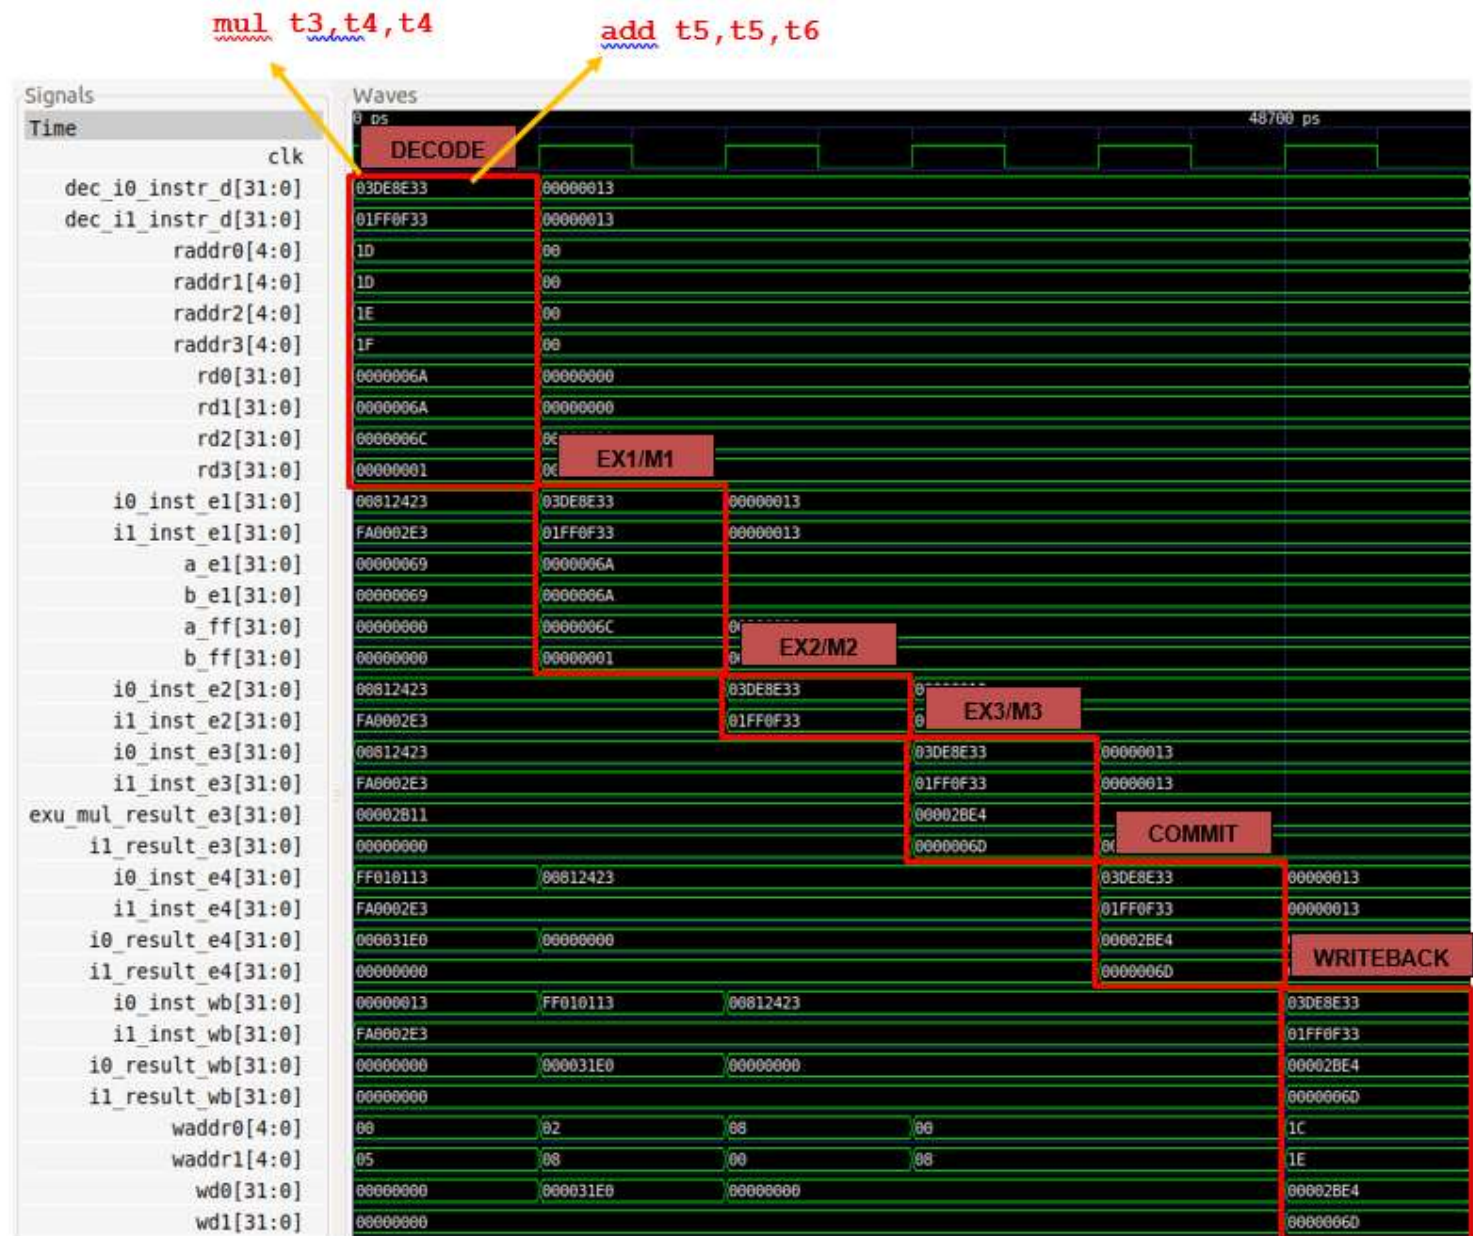 mul t3,t4,t4 add t5,t5,t6
Signals Waves
Time 0 ps 48700 ps
clk DECODE
dec_i0_instr_d[31:0] 03DE8E33 00000013
dec_i1_instr_d[31:0] 01FF0F33 00000013
raddr0[4:0] 1D 00
raddr1[4:0] 1D 00
raddr2[4:0] 1E 00
raddr3[4:0] 1F 00
rd0[31:0] 0000006A 00000000
rd1[31:0] 0000006A 00000000
rd2[31:0] 0000006C
rd3[31:0] 00000001 EX1/M1
i0_inst_e1[31:0] 00812423 03DE8E33 00000013
i1_inst_e1[31:0] FA0002E3 01FF0F33 00000013
a_e1[31:0] 00000069 0000006A
b_e1[31:0] 00000069 0000006A
a_ff[31:0] 00000000 0000006C
b_ff[31:0] 00000000 00000001 EX2/M2
i0_inst_e2[31:0] 00812423 03DE8E33
i1_inst_e2[31:0] FA0002E3 01FF0F33 EX3/M3
i0_inst_e3[31:0] 00812423 03DE8E33 00000013
i1_inst_e3[31:0] FA0002E3 01FF0F33 00000013
exu_mul_result_e3[31:0] 00002B11 00002BE4
i1_result_e3[31:0] 00000000 0000006D COMMIT
i0_inst_e4[31:0] FF010113 00812423 03DE8E33 00000013
i1_inst_e4[31:0] FA0002E3 01FF0F33 00000013
i0_result_e4[31:0] 000031E0 00000000 00002BE4
i1_result_e4[31:0] 00000000 0000006D WRITEBACK
i0_inst_wb[31:0] 00000013 FF010113 00812423 03DE8E33
i1_inst_wb[31:0] FA0002E3 01FF0F33
i0_result_wb[31:0] 00000000 000031E0 00000000 00002BE4
i1_result_wb[31:0] 00000000 0000006D
waddr0[4:0] 00 02 08 00 1C
waddr1[4:0] 05 08 00 08 1E
wd0[31:0] 00000000 000031E0 00000000 00002BE4
wd1[31:0] 00000000 0000006D